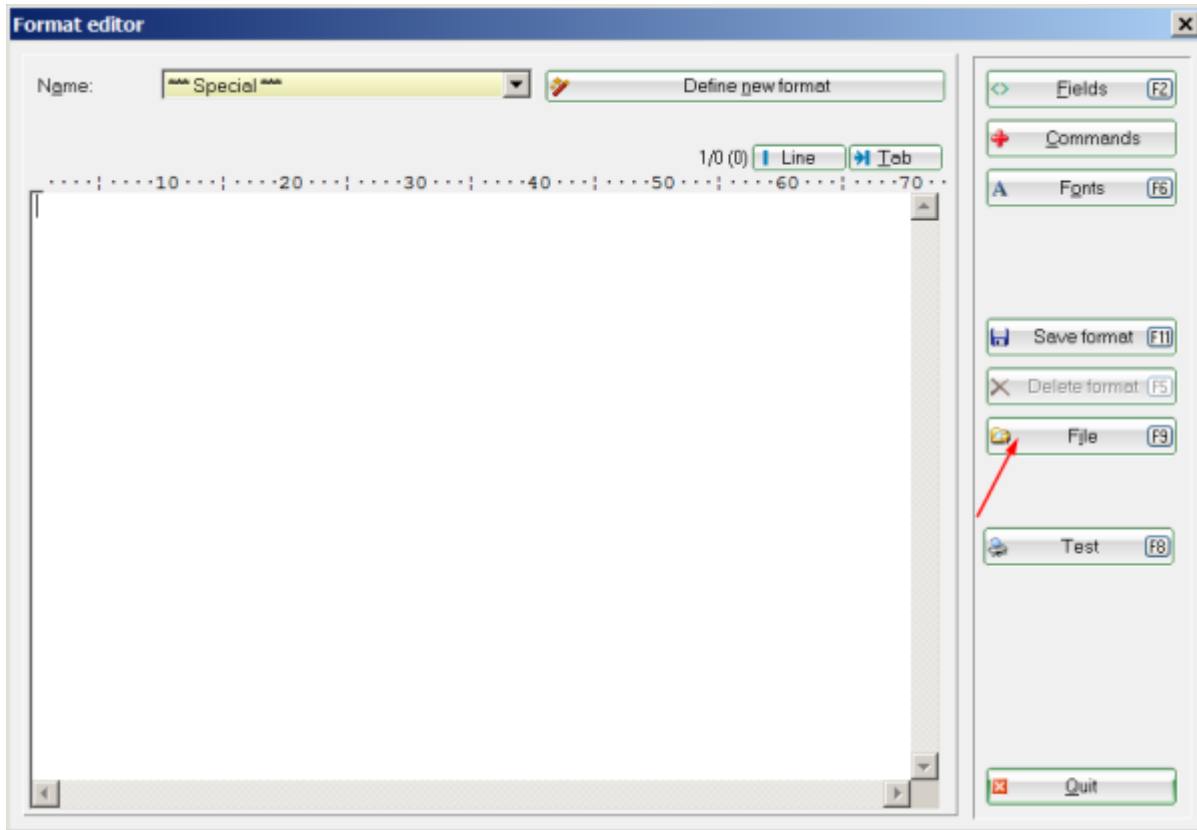 Format editor
Name:
*** Special ***
Define new format
1/0 (0)
Line
Tab
····¦····10···¦····20···¦····30···¦····40···¦····50···¦····60···¦····70··
Fields F2
Commands
Fonts F6
Save format F11
Delete format F5
File F9
Test F8
Quit